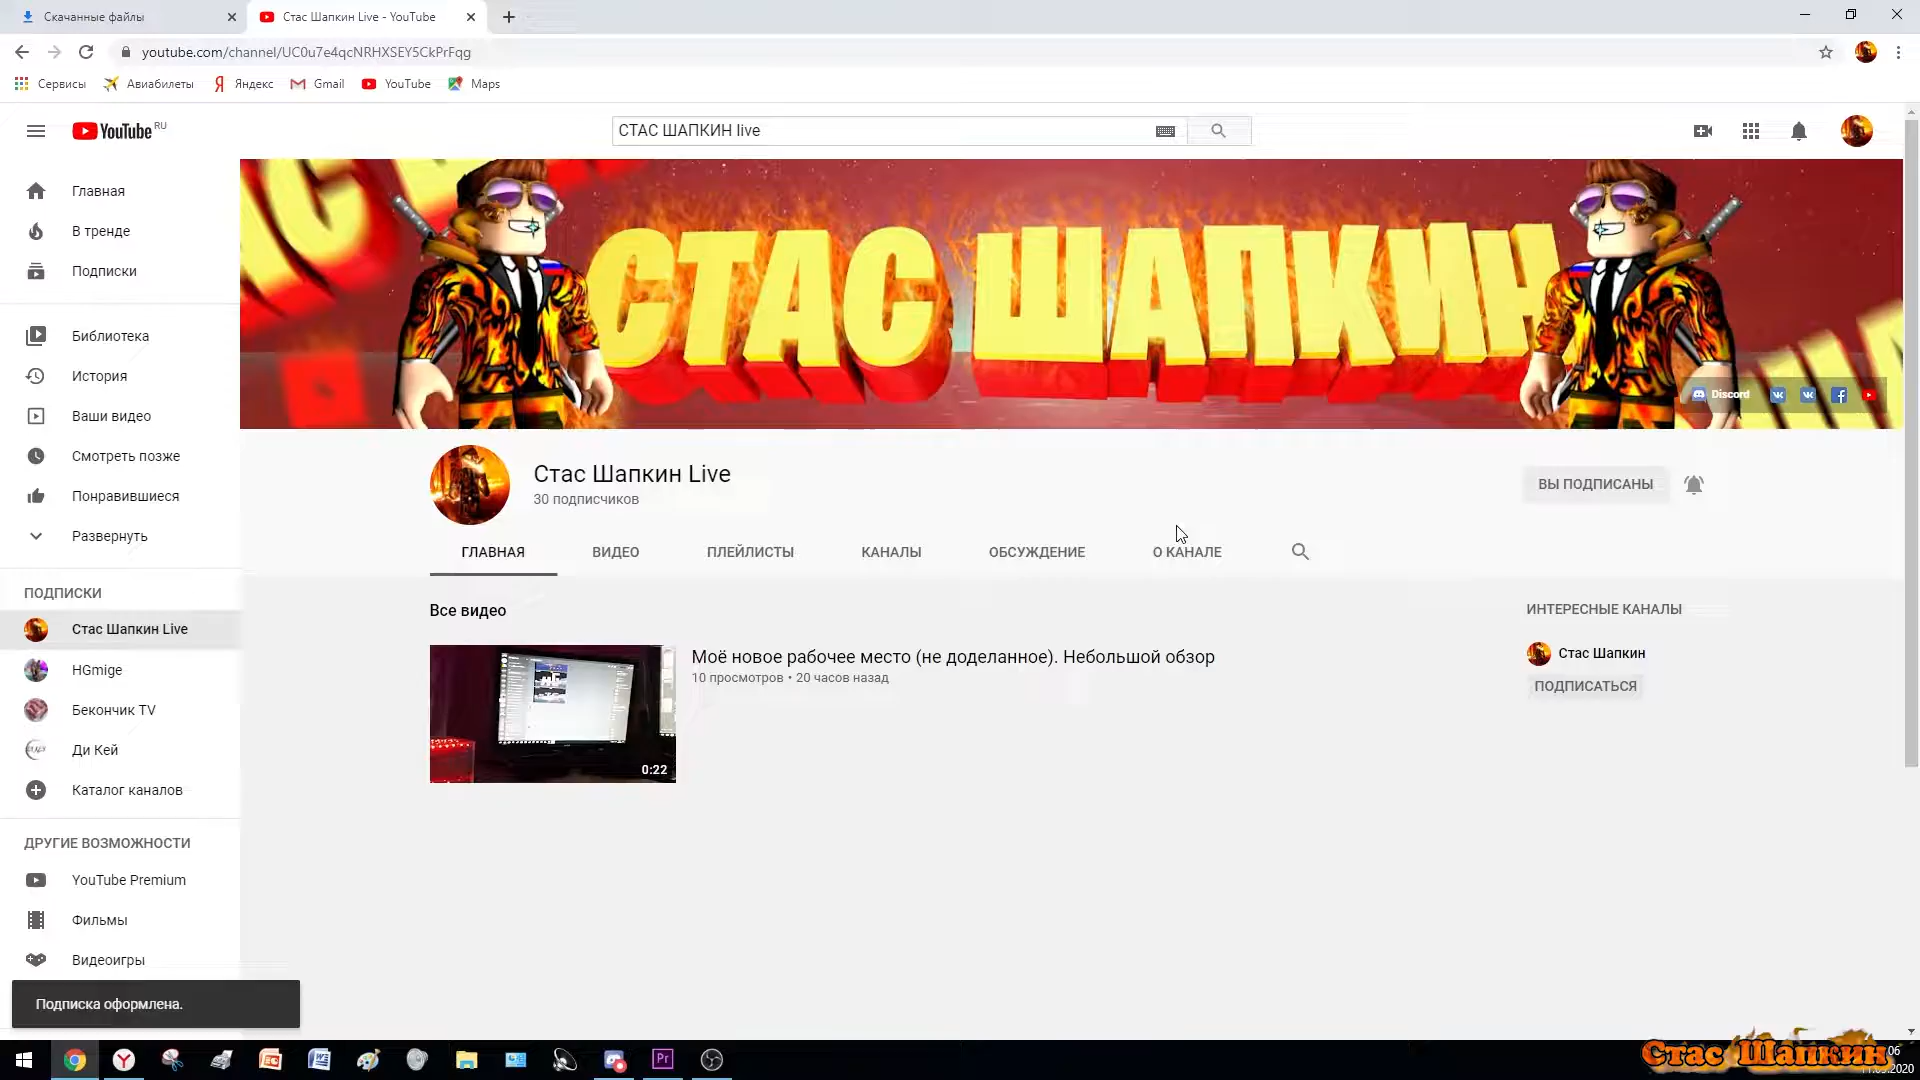 Скачанные файлы
Стас Шапкин Live - YouTube
youtube.com/channel/UC0u7e4qcNRHXSEY5CkPrFqg
Сервисы
Авиабилеты
Яндекс
Gmail
YouTube
Maps
YouTube RU
СТАС ШАПКИН live
Главная
В тренде
Подписки
Библиотека
История
Ваши видео
Смотреть позже
Понравившиеся
Развернуть
ПОДПИСКИ
Стас Шапкин Live
HGmige
Бекончик TV
Ди Кей
Каталог каналов
ДРУГИЕ ВОЗМОЖНОСТИ
YouTube Premium
Фильмы
Видеоигры
Подписка оформлена.
СТАС ШАПКИН
Discord
Стас Шапкин Live
30 подписчиков
ВЫ ПОДПИСАНЫ
ГЛАВНАЯ
ВИДЕО
ПЛЕЙЛИСТЫ
КАНАЛЫ
ОБСУЖДЕНИЕ
О КАНАЛЕ
Все видео
0:22
Моё новое рабочее место (не доделанное). Небольшой обзор
10 просмотров • 20 часов назад
ИНТЕРЕСНЫЕ КАНАЛЫ
Стас Шапкин
ПОДПИСАТЬСЯ
Стас Шапкин